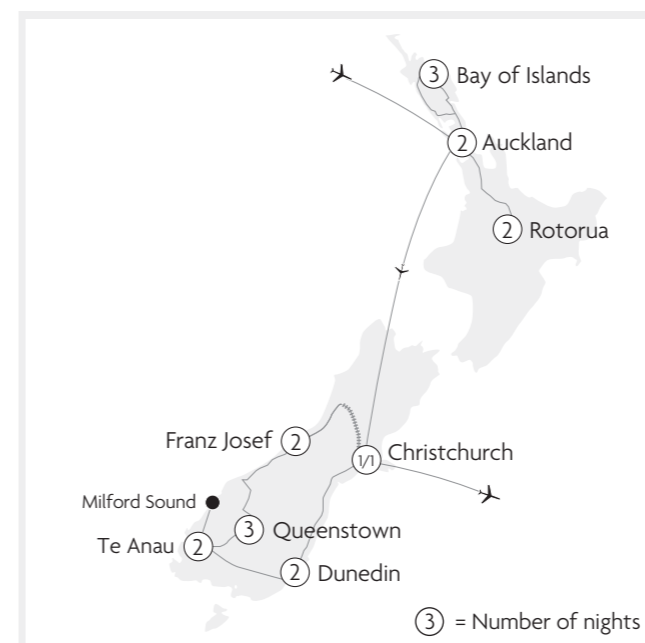 3 Bay of Islands
2 Auckland
2 Rotorua
Franz Josef 2
1/1 Christchurch
Milford Sound
3 Queenstown
Te Anau 2
2 Dunedin
3 = Number of nights